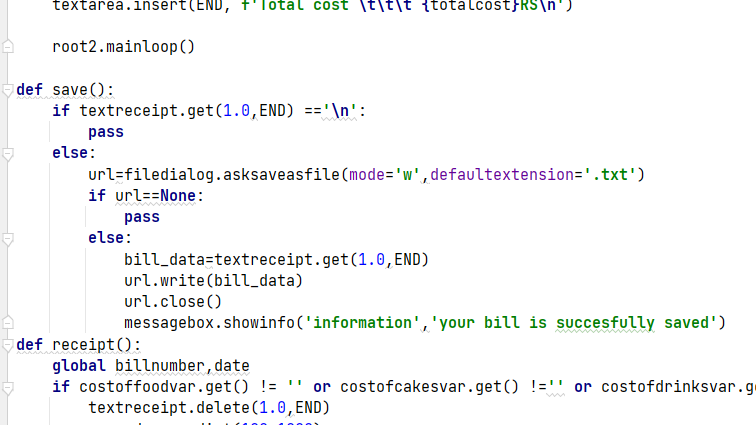 textarea.insert(END, f'Total cost \t\t\t {totalcost}RS\n')
root2.mainloop()
def save():
if textreceipt.get(1.0,END) =='\n':
pass
else:
url=filedialog.asksaveasfile(mode='w',defaultextension='.txt')
if url==None:
pass
else:
bill_data=textreceipt.get(1.0,END)
url.write(bill_data)
url.close()
messagebox.showinfo('information','your bill is succesfully saved')
def receipt():
global billnumber,date
if costoffoodvar.get() != '' or costofcakesvar.get() !='' or costofdrinksvar.ge
textreceipt.delete(1.0,END)